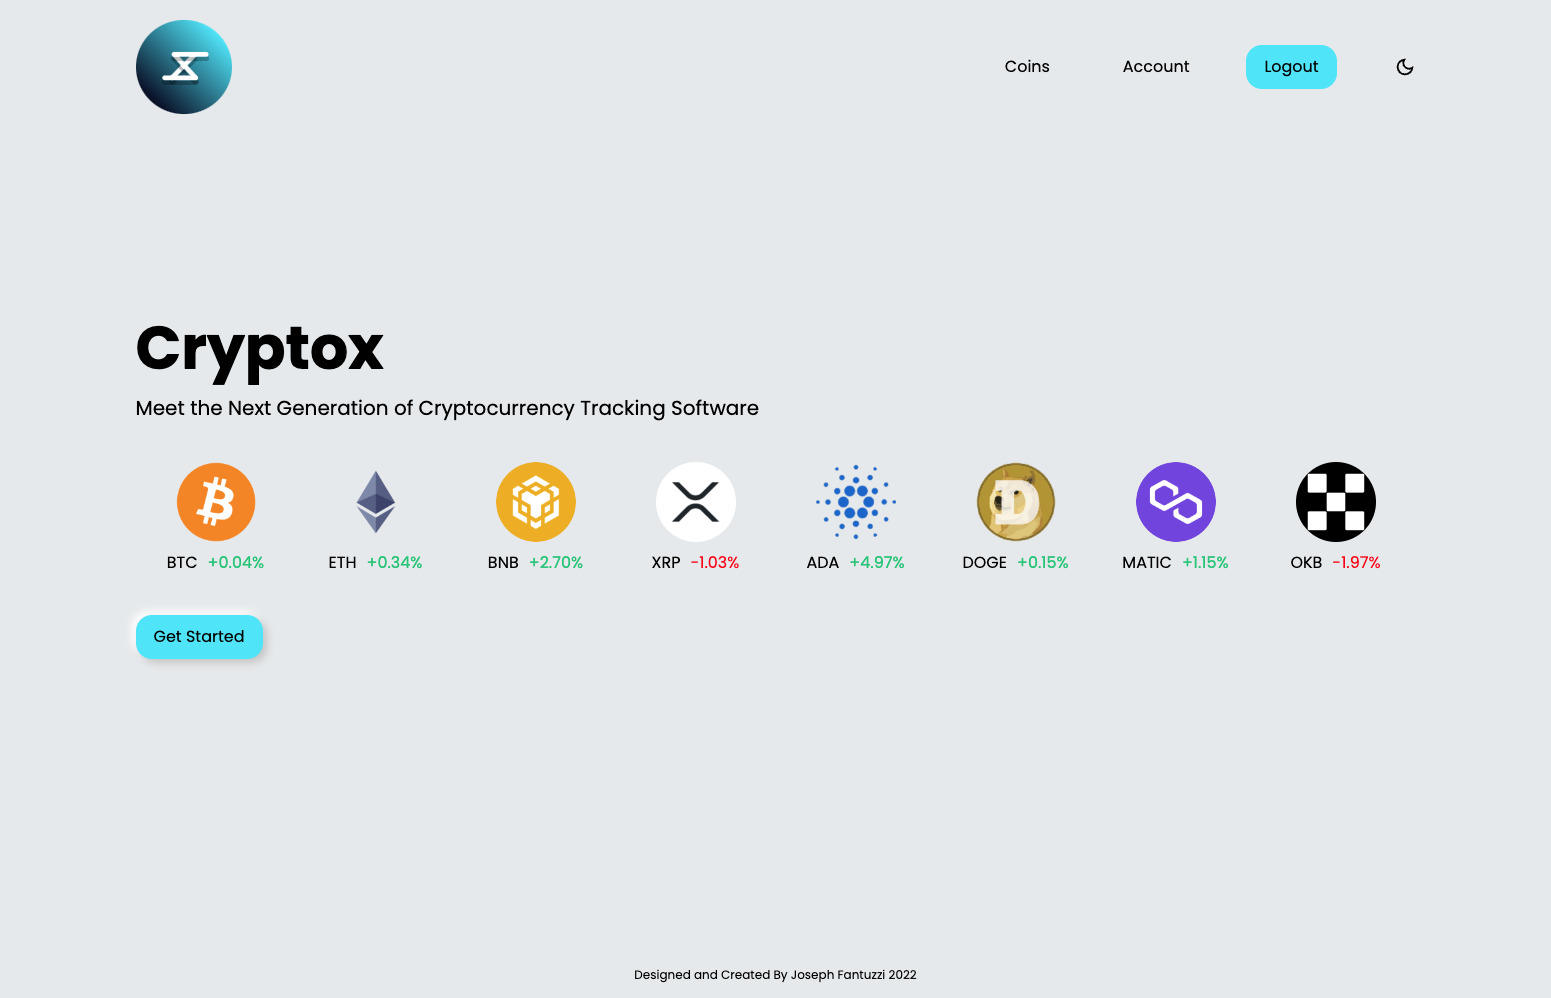 Coins Account Logout
Cryptox
Meet the Next Generation of Cryptocurrency Tracking Software
BTC +0.04% ETH +0.34% BNB +2.70% XRP -1.03% ADA +4.97% DOGE +0.15% MATIC +1.15% OKB -1.97%
Get Started
Designed and Created By Joseph Fantuzzi 2022